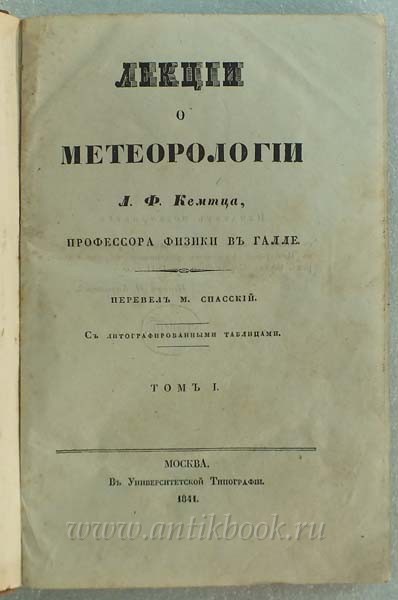 ЛЕКЦІИ
О
МЕТЕОРОЛОГІИ
Л. Ф. Кемтца,
ПРОФЕССОРА ФИЗИКИ ВЪ ГАЛЛЕ.
ПЕРЕВЕЛЪ М. СПАССКІЙ.
Съ литографированными таблицами.
ТОМЪ I.
МОСКВА.
Въ Университетской Типографіи.
1841.
www.antikbook.ru